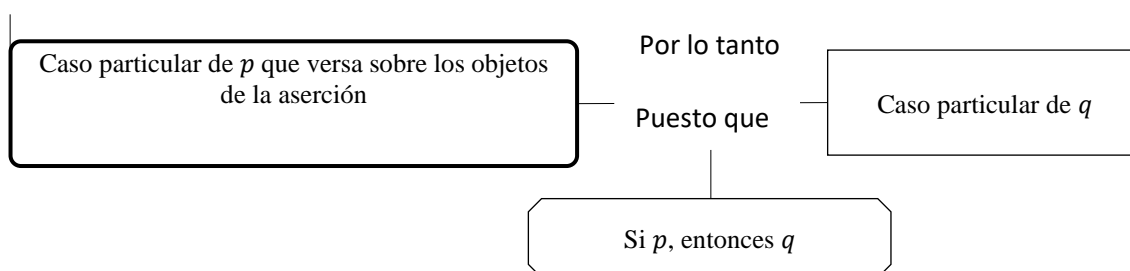 Caso particular de p que versa sobre los objetos
de la aserción
Por lo tanto
Puesto que
Caso particular de q
Si p, entonces q